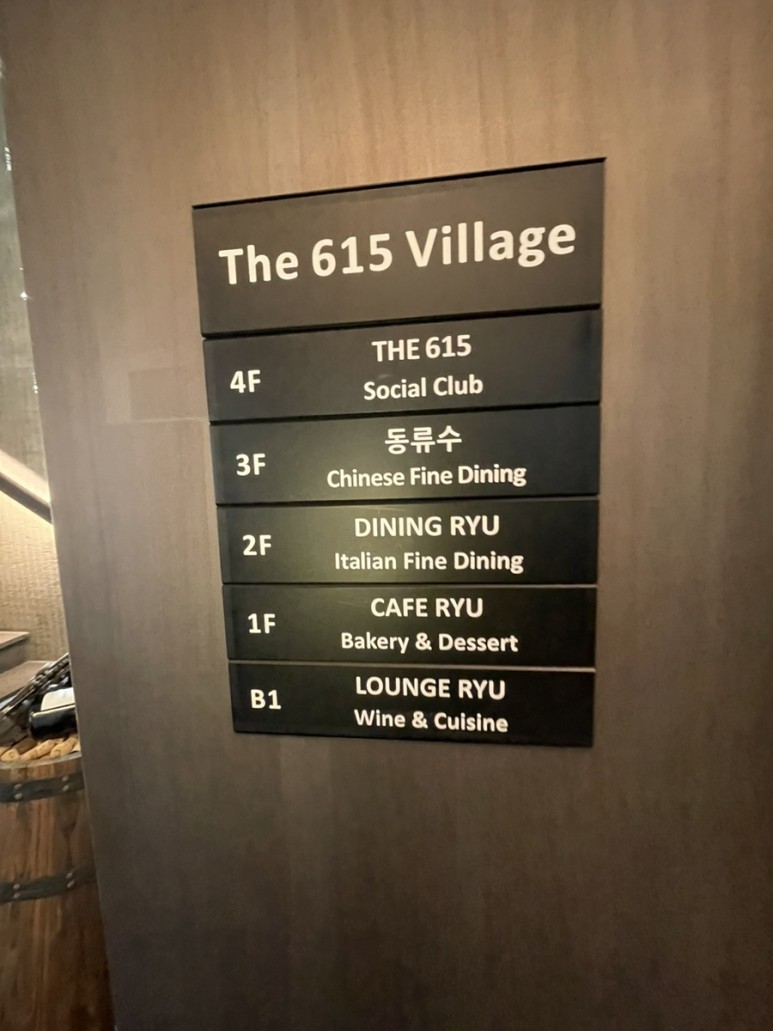 The 615 Village
4F
THE 615
Social Club
3F
동류수
Chinese Fine Dining
2F
DINING RYU
Italian Fine Dining
1F
CAFE RYU
Bakery & Dessert
B1
LOUNGE RYU
Wine & Cuisine